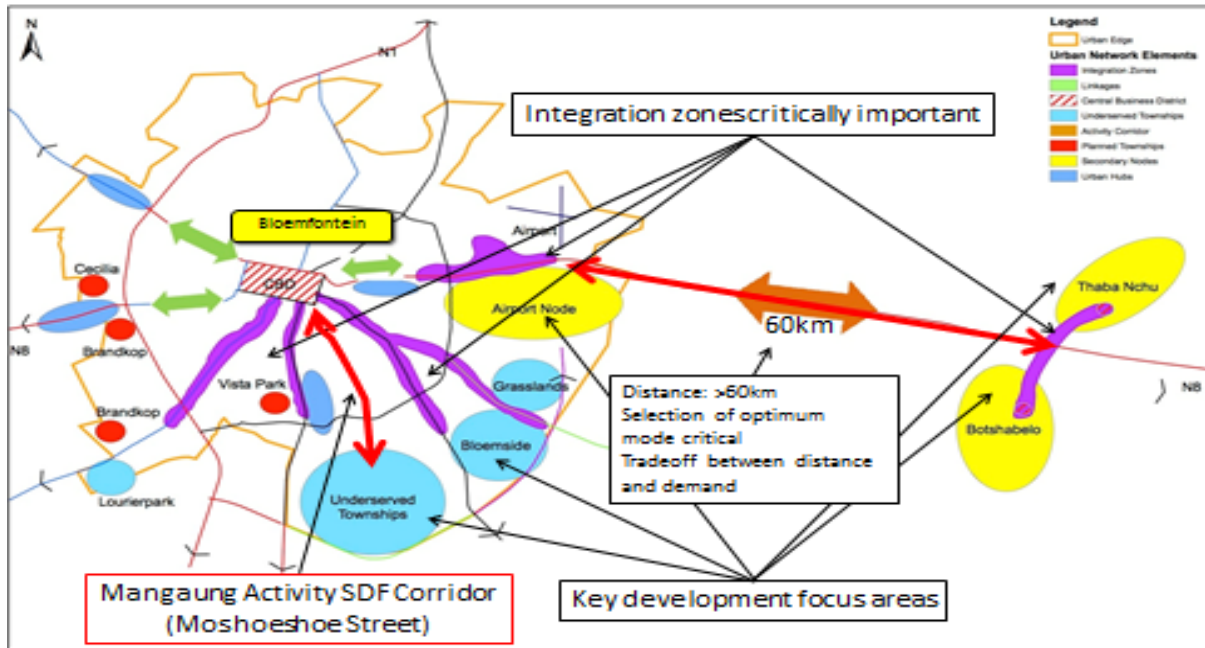 N
N1
Legend
Urban Edge
Urban Network Elements
Integration Zones
Linkages
Central Business District
Underserved Townships
Activity Corridor
Planned Townships
Secondary Nodes
Urban Hubs
Integration zonescritically important
Bloemfontein
Airport
Cecilia
CBD
Thaba Nchu
Airport Node
60km
N8
Brandkop
Vista Park
Grasslands
N8
Distance: >60km
Selection of optimum
mode critical
Tradeoff between distance
and demand
Brandkop
Bloemside
Botshabelo
Lourierpark
Underserved
Townships
Mangaung Activity SDF Corridor
(Moshoeshoe Street)
Key development focus areas